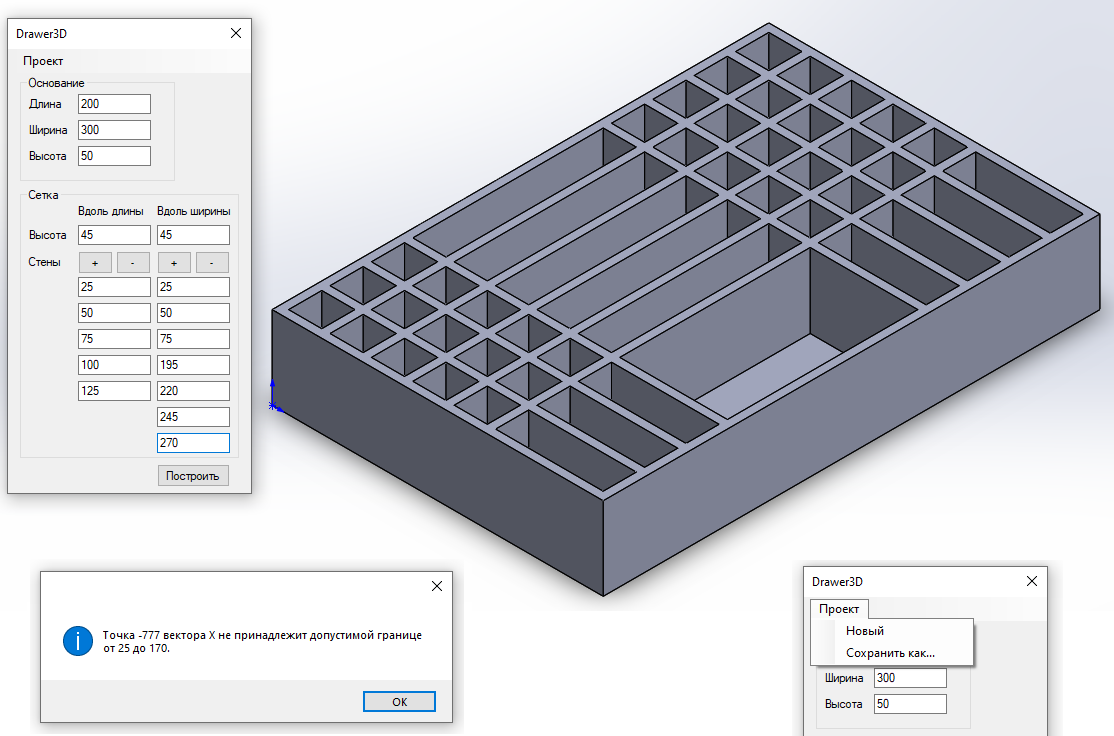 Drawer3D
Проект
Основание
Длина 200
Ширина 300
Высота 50
Сетка
Вдоль длины Вдоль ширины
Высота 45 45
Стены + - + -
25 25
50 50
75 75
100 195
125 220
245
270
Построить
Точка -777 вектора X не принадлежит допустимой границе
от 25 до 170.
OK
Drawer3D
Проект
Новый
Сохранить как...
Ширина 300
Высота 50